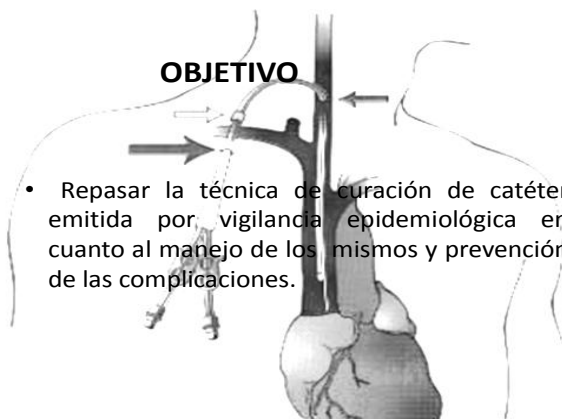 OBJETIVO
• Repasar la técnica de curación de catéter
emitida por vigilancia epidemiológica en
cuanto al manejo de los mismos y prevención
de las complicaciones.